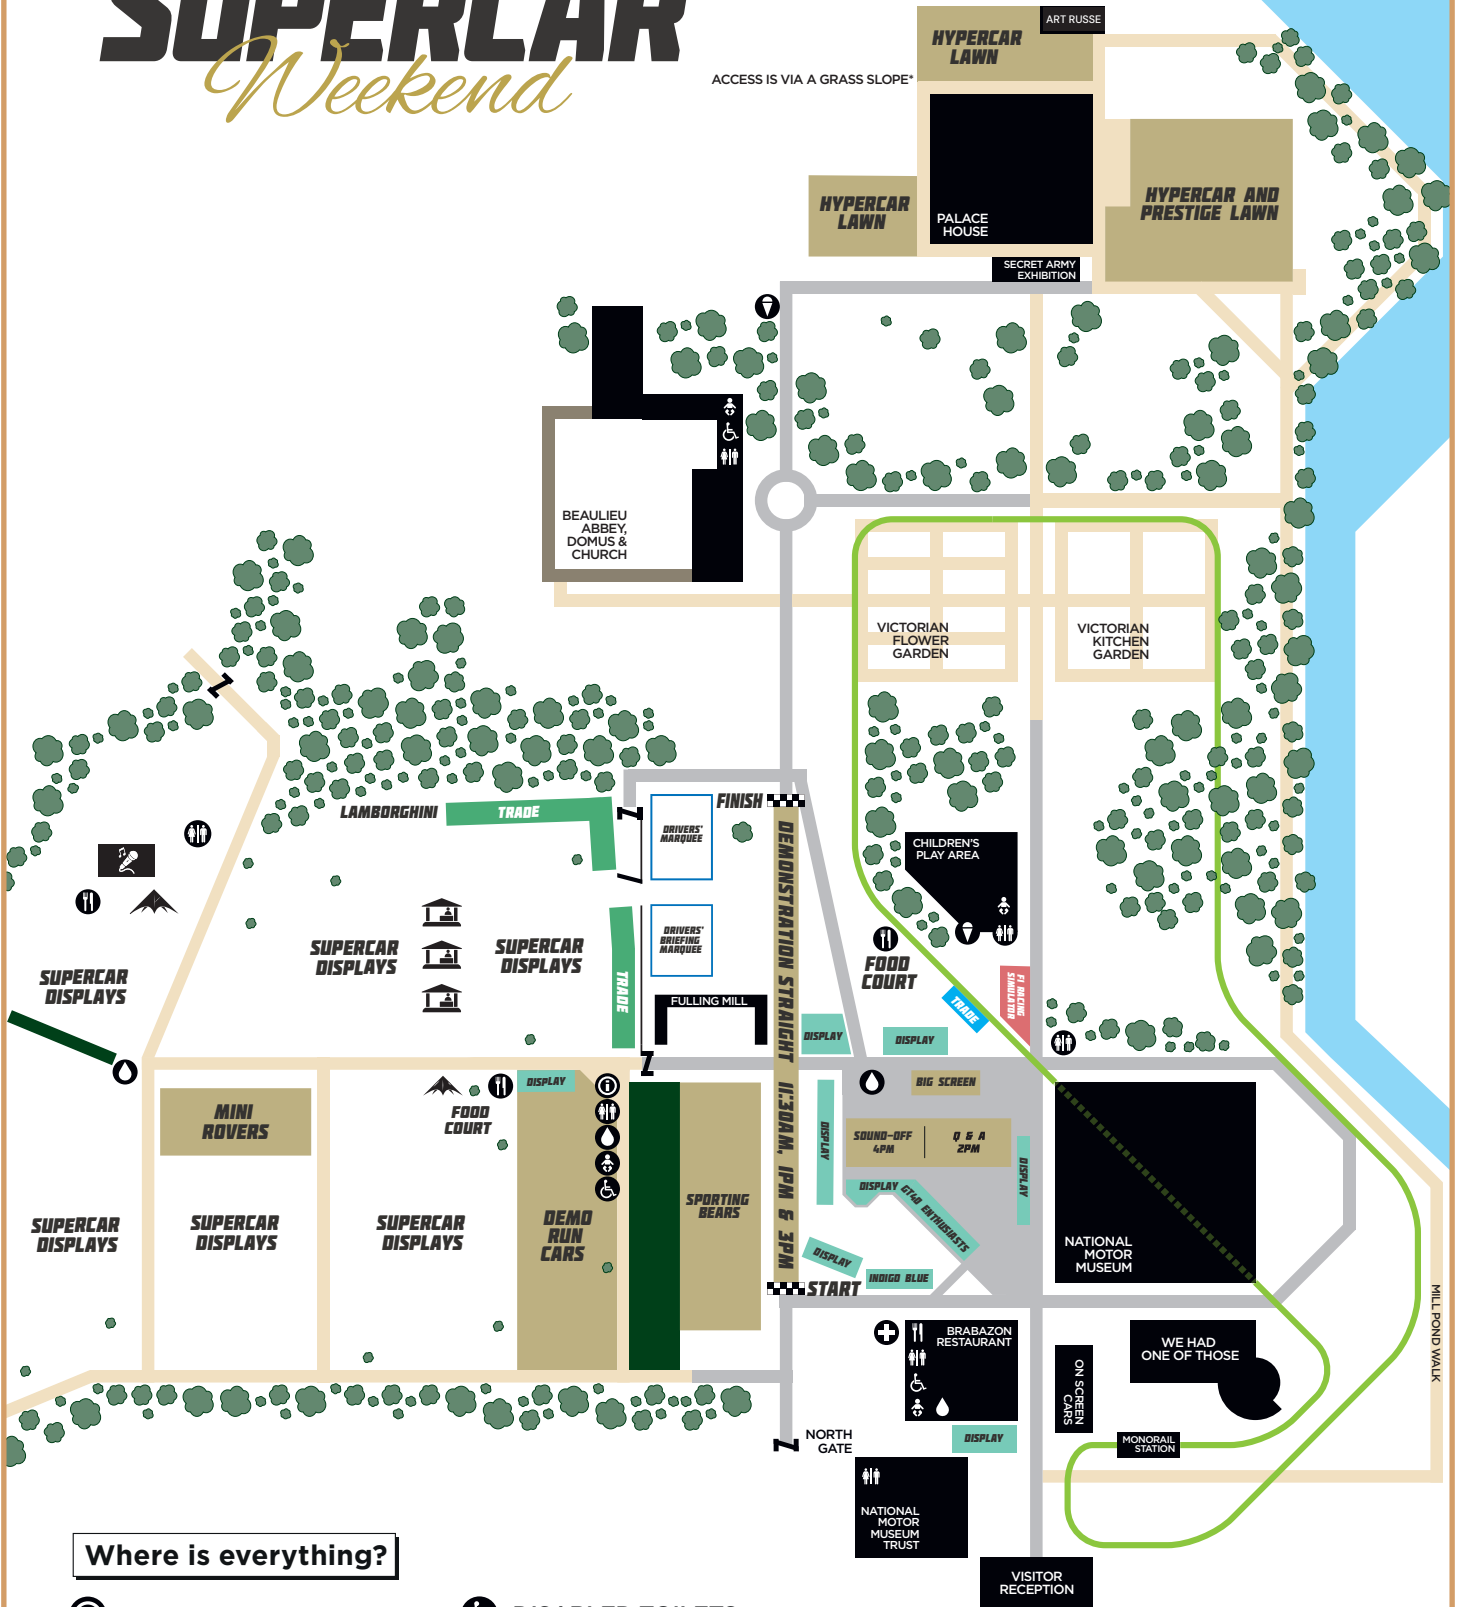 SUPERCAR
Weekend
ART RUSSE
HYPERCAR
LAWN
ACCESS IS VIA A GRASS SLOPE*
HYPERCAR
LAWN
PALACE
HOUSE
HYPERCAR AND
PRESTIGE LAWN
SECRET ARMY
EXHIBITION
BEAULIEU
ABBEY,
DOMUS &
CHURCH
VICTORIAN
FLOWER
GARDEN
VICTORIAN
KITCHEN
GARDEN
LAMBORGHINI
TRADE
DRIVERS'
MARQUEE
FINISH
CHILDREN'S
PLAY AREA
DEMONSTRATION STRAIGHT 11:30AM, 1PM & 3PM
SUPERCAR
DISPLAYS
SUPERCAR
DISPLAYS
SUPERCAR
DISPLAYS
TRADE
DRIVERS'
BRIEFING
MARQUEE
FULLING MILL
FOOD
COURT
TRADE
F1 RACING
SIMULATOR
DISPLAY
DISPLAY
MINI
ROVERS
DISPLAY
FOOD
COURT
BIG SCREEN
DISPLAY
SOUND-OFF
4PM
Q & A
2PM
DISPLAY
DISPLAY
GT40 ENTHUSIASTS
SUPERCAR
DISPLAYS
SUPERCAR
DISPLAYS
SUPERCAR
DISPLAYS
DEMO
RUN
CARS
SPORTING
BEARS
DISPLAY
INDIGO BLUE
START
NATIONAL
MOTOR
MUSEUM
MILL POND WALK
BRABAZON
RESTAURANT
ON SCREEN
CARS
WE HAD
ONE OF THOSE
NORTH
GATE
DISPLAY
MONORAIL
STATION
NATIONAL
MOTOR
MUSEUM
TRUST
VISITOR
RECEPTION
Where is everything?
DISABLED TOILETS